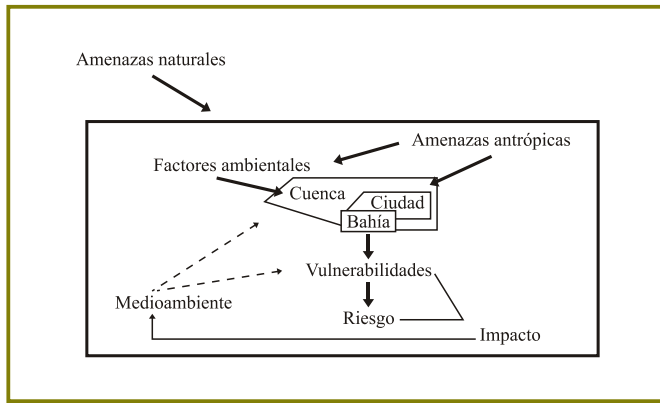 Amenazas naturales
Amenazas antrópicas
Factores ambientales
Cuenca
Ciudad
Bahía
Vulnerabilidades
Medioambiente
Riesgo
Impacto